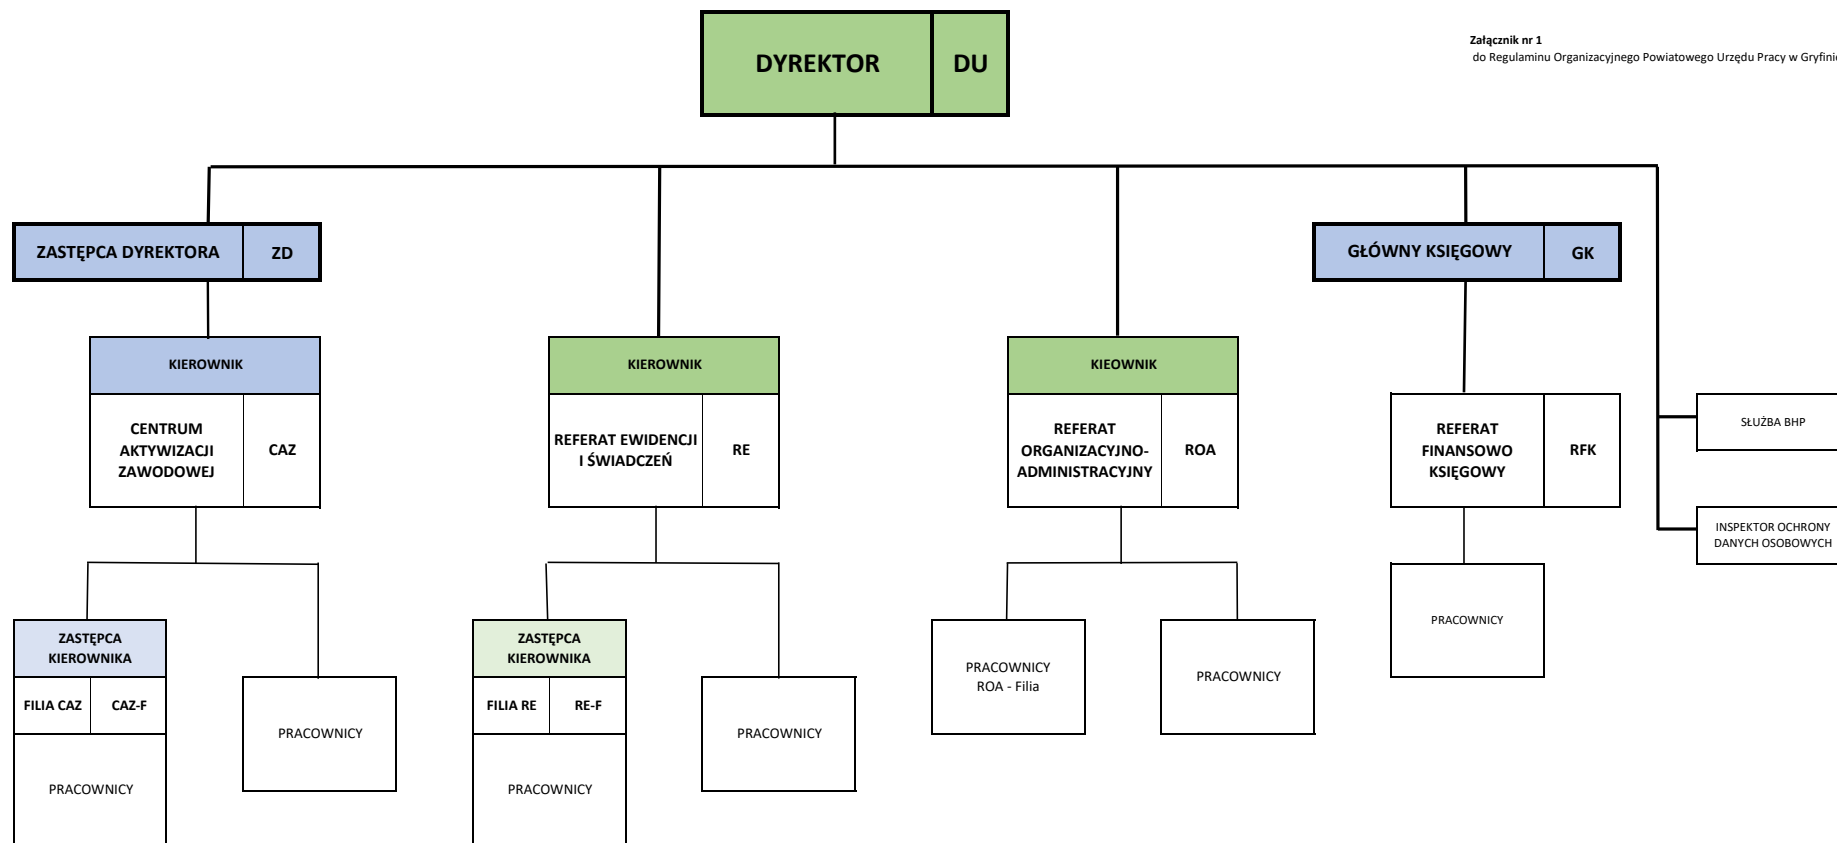 Załącznik nr 1
do Regulaminu Organizacyjnego Powiatowego Urzędu Pracy w Gryfinie
DYREKTOR
DU
ZASTĘPCA DYREKTORA
ZD
GŁÓWNY KSIĘGOWY
GK
KIEROWNIK
CENTRUM
AKTYWIZACJI
ZAWODOWEJ
CAZ
KIEROWNIK
REFERAT EWIDENCJI
I ŚWIADCZEŃ
RE
KIEOWNIK
REFERAT
ORGANIZACYJNO-
ADMINISTRACYJNY
ROA
REFERAT
FINANSOWO
KSIĘGOWY
RFK
SŁUŻBA BHP
INSPEKTOR OCHRONY
DANYCH OSOBOWYCH
ZASTĘPCA
KIEROWNIKA
FILIA CAZ
CAZ-F
PRACOWNICY
PRACOWNICY
ZASTĘPCA
KIEROWNIKA
FILIA RE
RE-F
PRACOWNICY
PRACOWNICY
PRACOWNICY
ROA - Filia
PRACOWNICY
PRACOWNICY